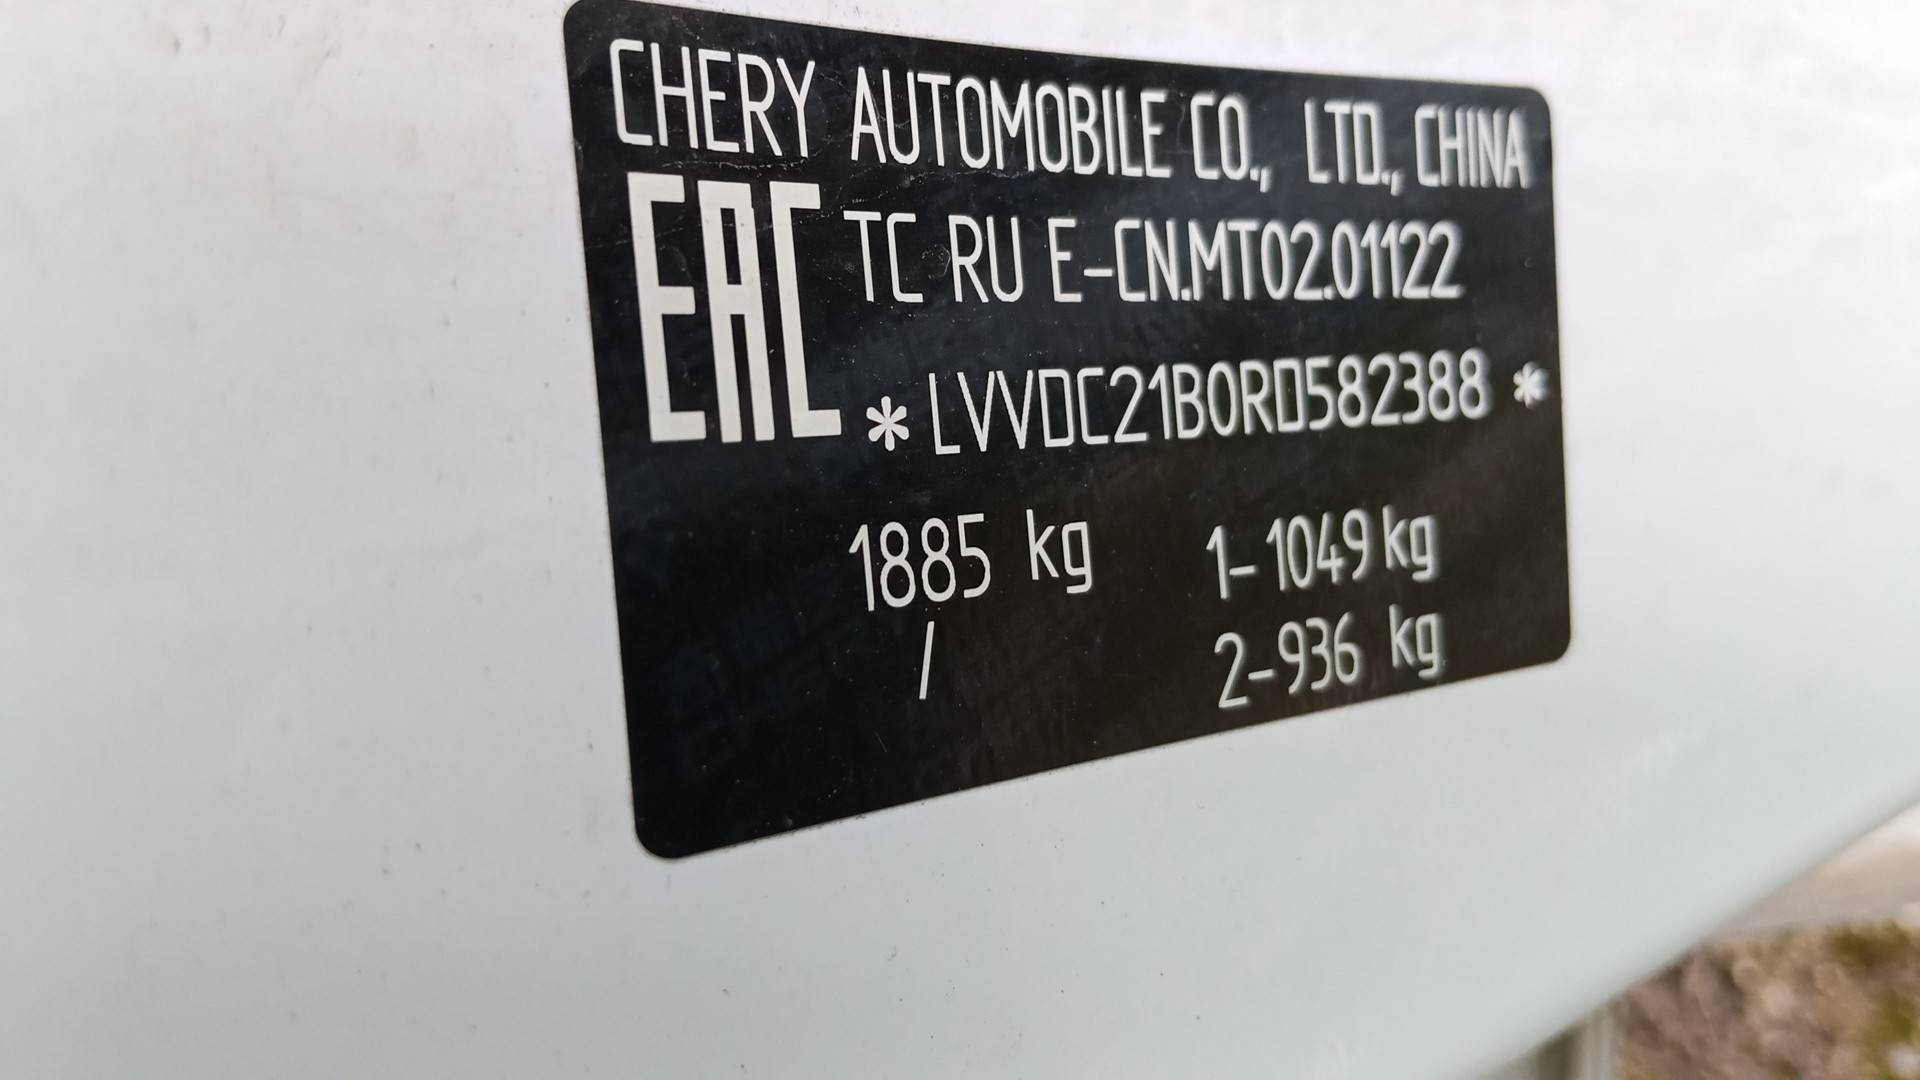 CHERY AUTOMOBILE CO., LTD., CHINA
EAC TC RU E-CN.MT02.01122
*LVVDC21B0RD582388*
1885 kg 1-1049 kg
/ 2-936 kg